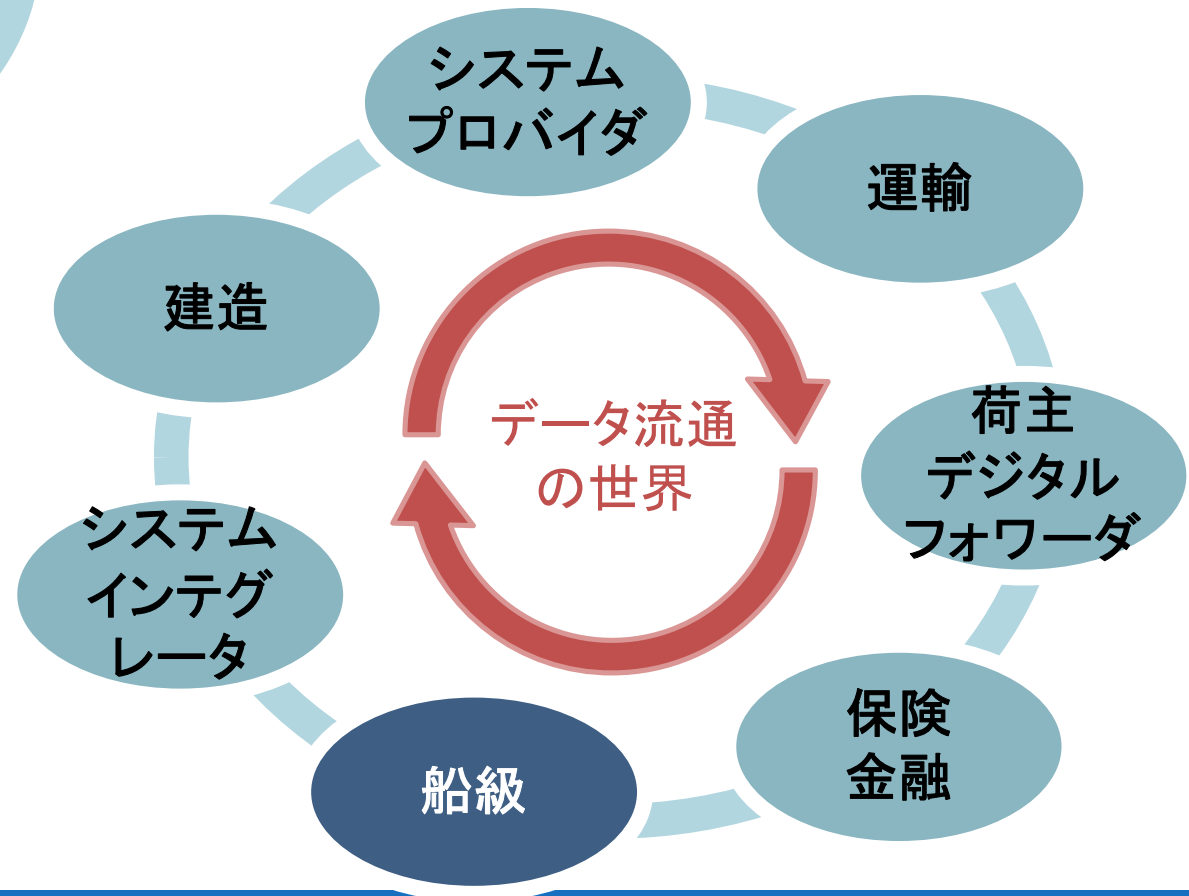 システム
プロバイダ
運輸
建造
データ流通
の世界
荷主
デジタル
フォワーダ
システム
インテグ
レータ
保険
金融
船級